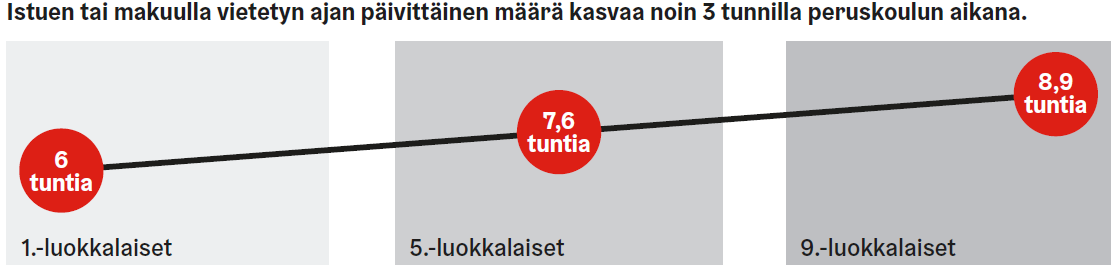 Istuen tai makuulla vietetyn ajan päivittäinen määrä kasvaa noin 3 tunnilla peruskoulun aikana.
6
tuntia
7,6
tuntia
8,9
tuntia
1.-luokkalaiset
5.-luokkalaiset
9.-luokkalaiset